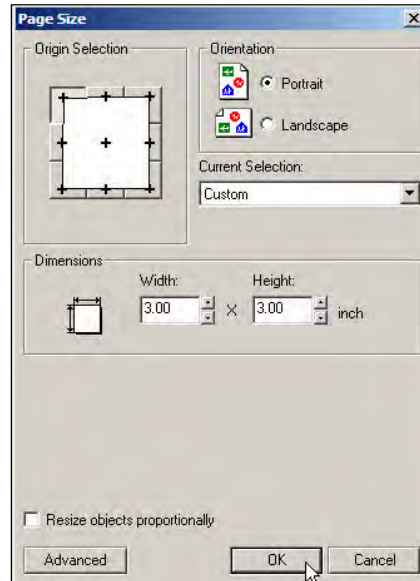 Page Size
Origin Selection
Orientation
Portrait
Landscape
Current Selection:
Custom
Dimensions
Width:
Height:
3.00
X
3.00
inch
Resize objects proportionally
Advanced
OK
Cancel